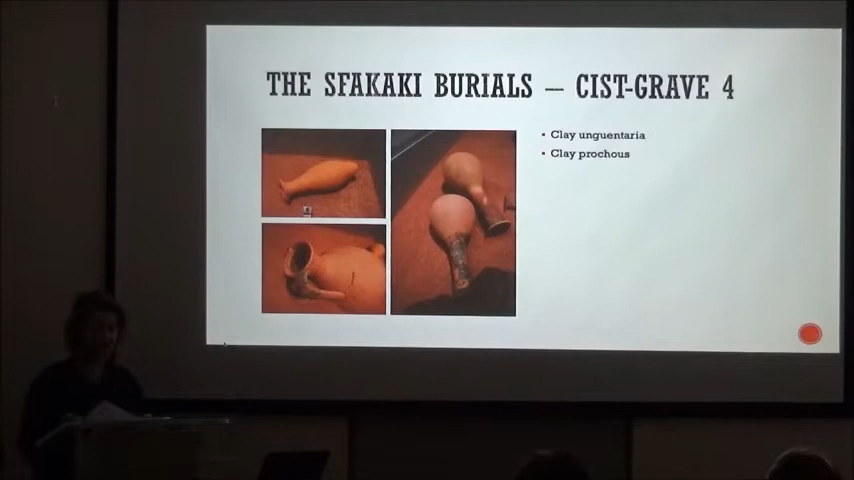 THE SFAKAKI BURIALS – CIST-GRAVE 4
▪ Clay unguentaria
▪ Clay prochous